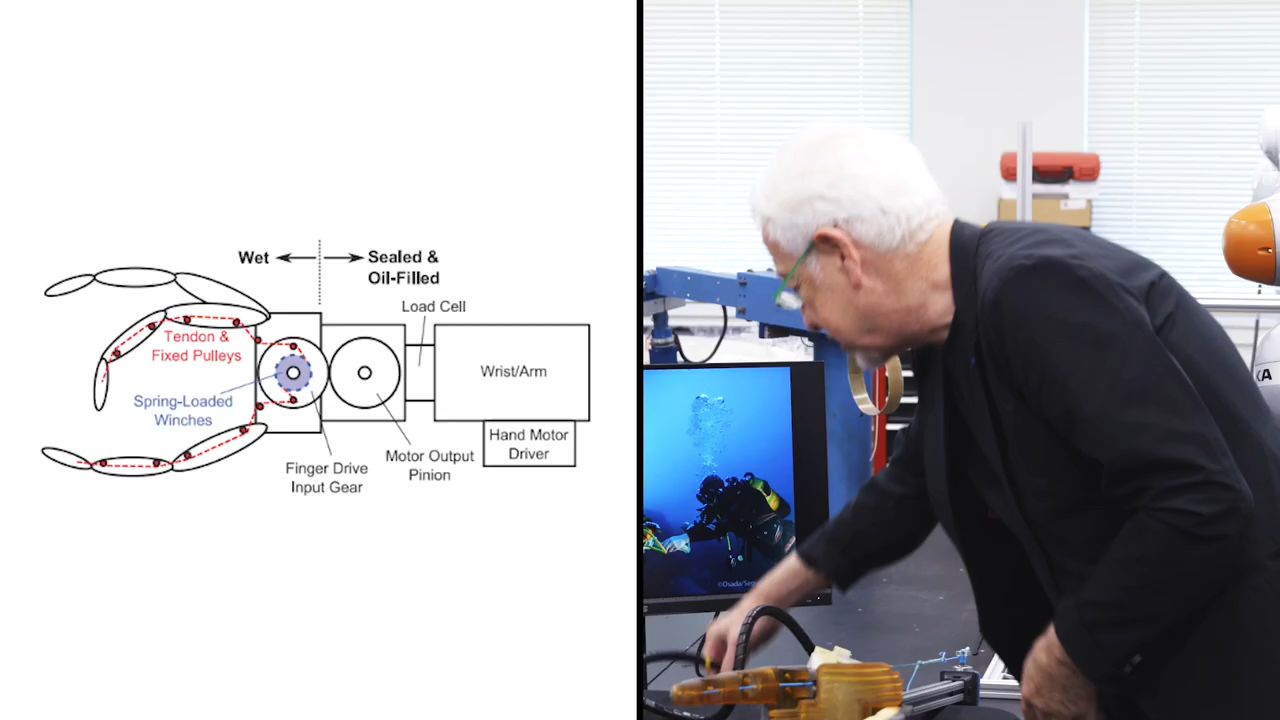 Wet
Sealed &
Oil-Filled
Load Cell
Tendon &
Fixed Pulleys
Wrist/Arm
Spring-Loaded
Winches
Hand Motor
Driver
Motor Output
Pinion
Finger Drive
Input Gear
KA